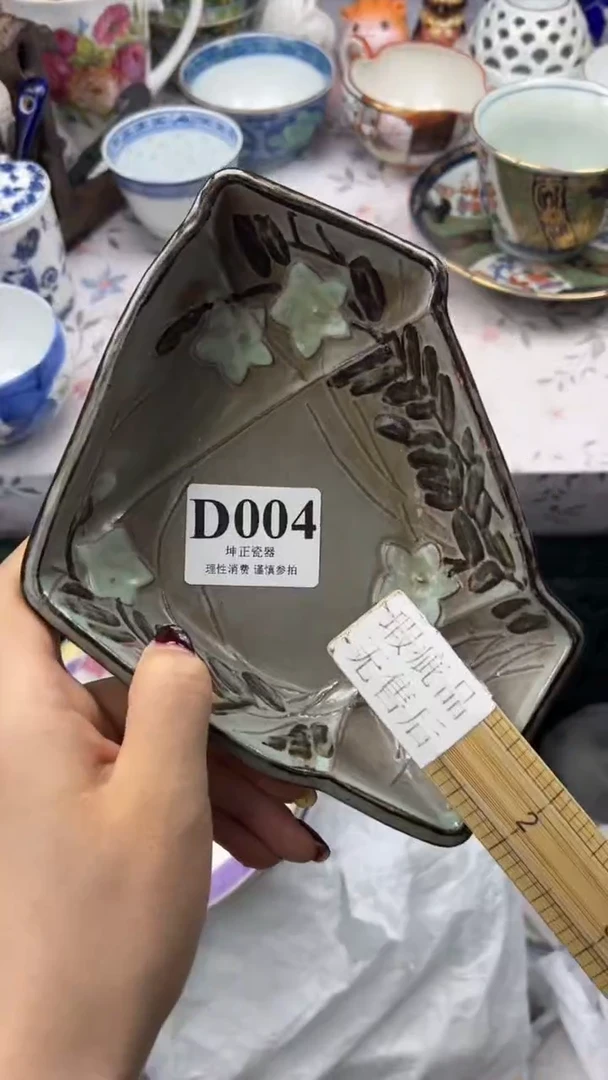 D004
坤正瓷器
理性消费 谨慎参拍
瑕疵品
无售后
2